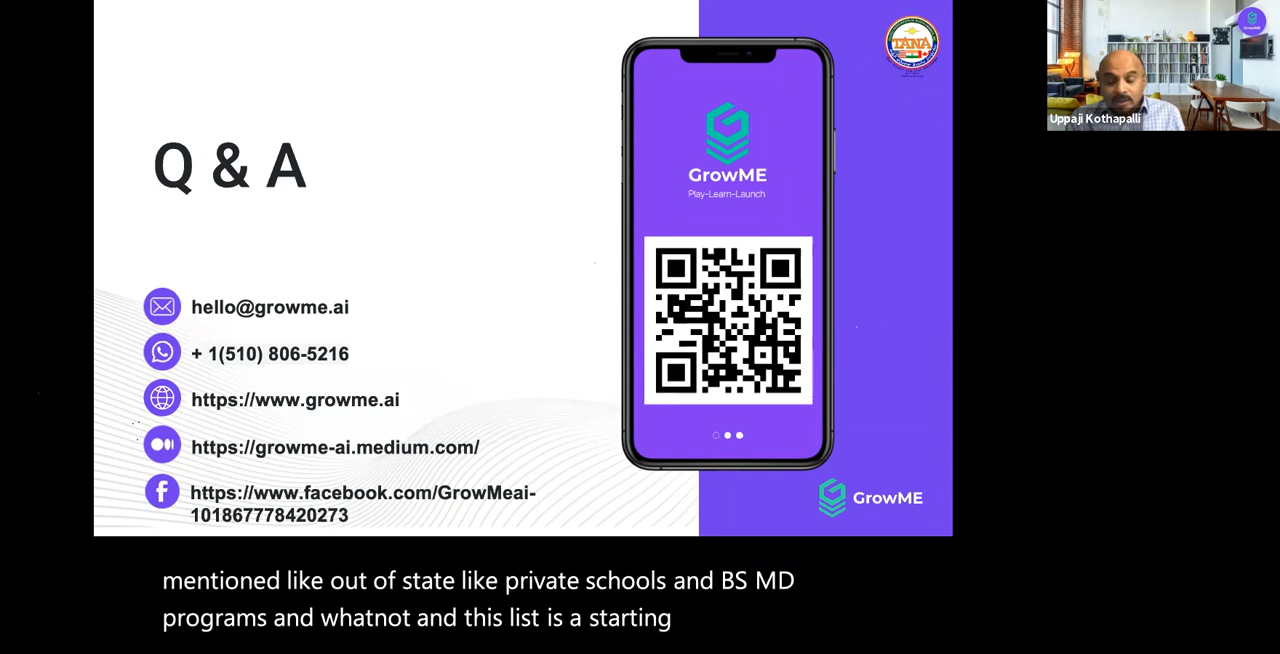 TANA
GrowME
Uppaji Kothapalli
Q & A
GrowME
Play-Learn-Launch
hello@growme.ai
+ 1(510) 806-5216
https://www.growme.ai
https://growme-ai.medium.com/
https://www.facebook.com/GrowMeai-
101867778420273
GrowME
mentioned like out of state like private schools and BS MD
programs and whatnot and this list is a starting